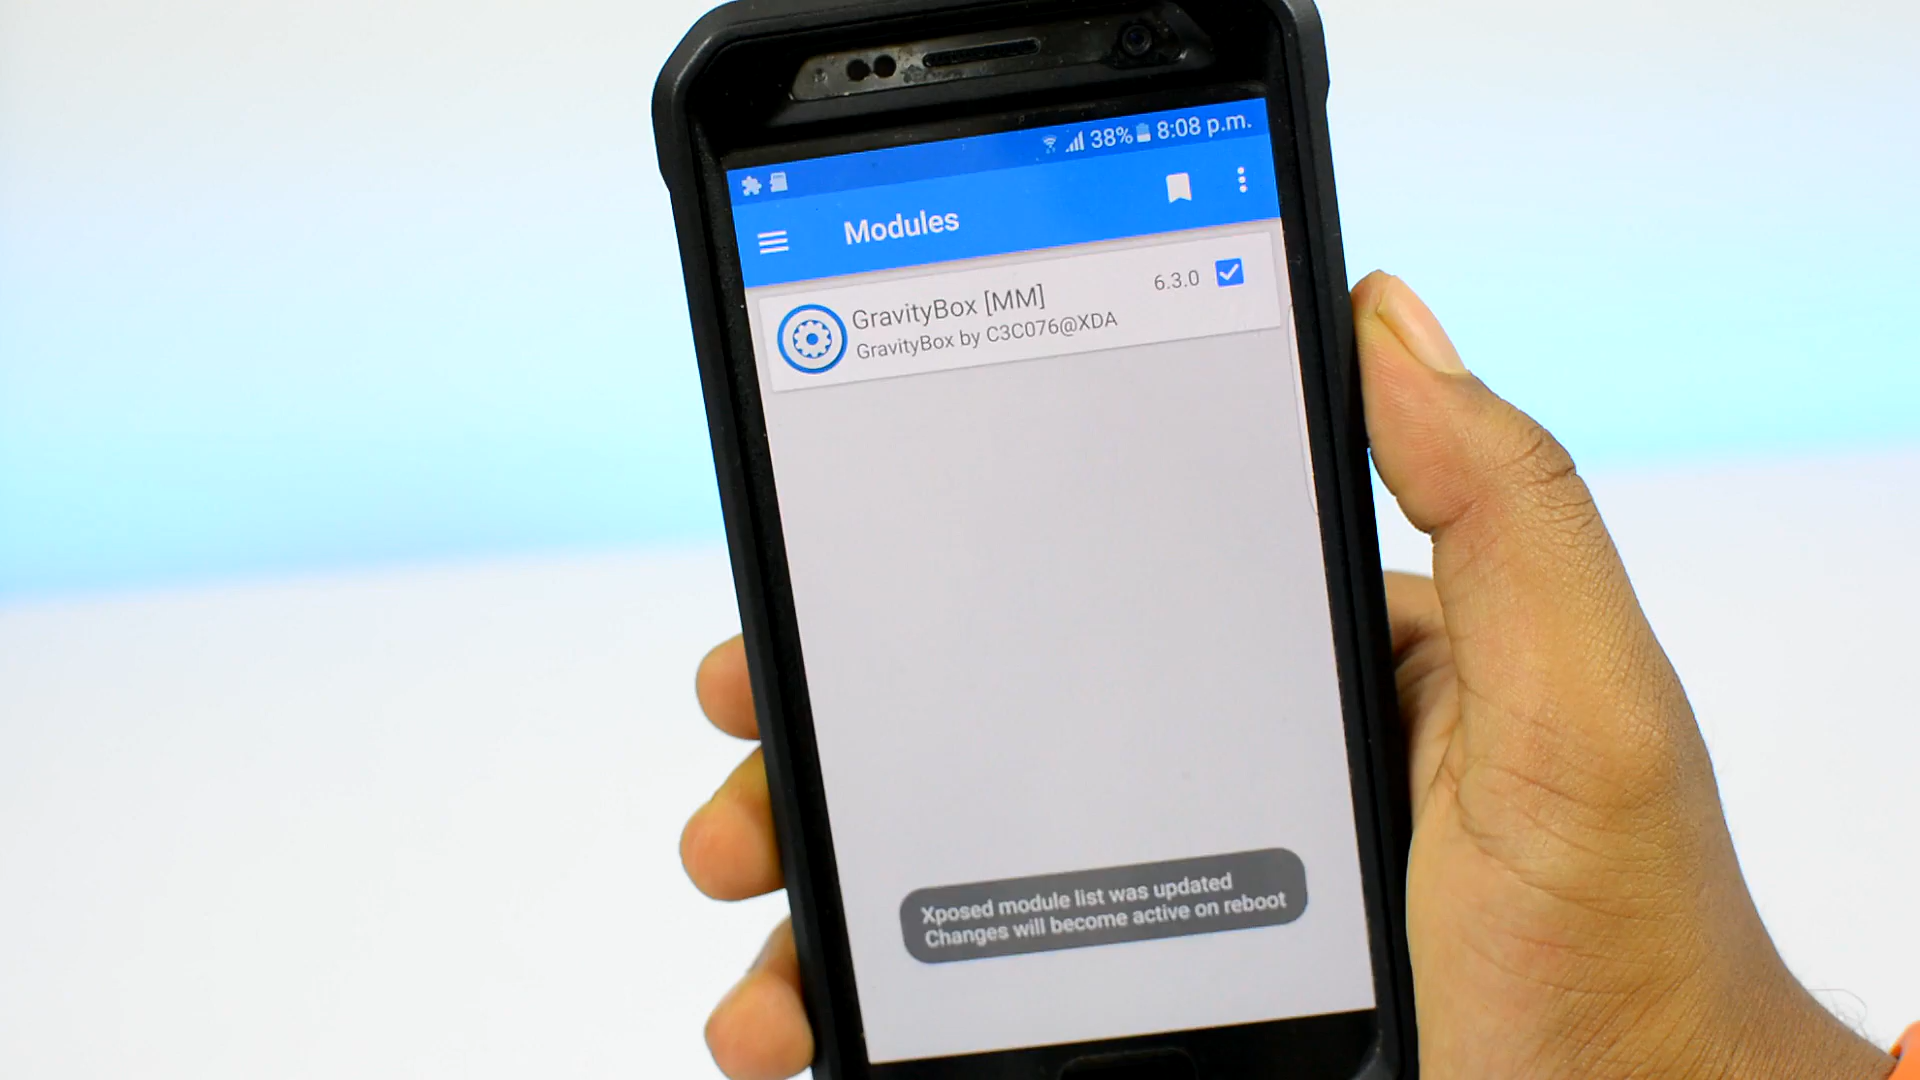 38% 8:08 p.m.
Modules
GravityBox [MM]
6.3.0
GravityBox by C3C076@XDA
Xposed module list was updated
Changes will become active on reboot